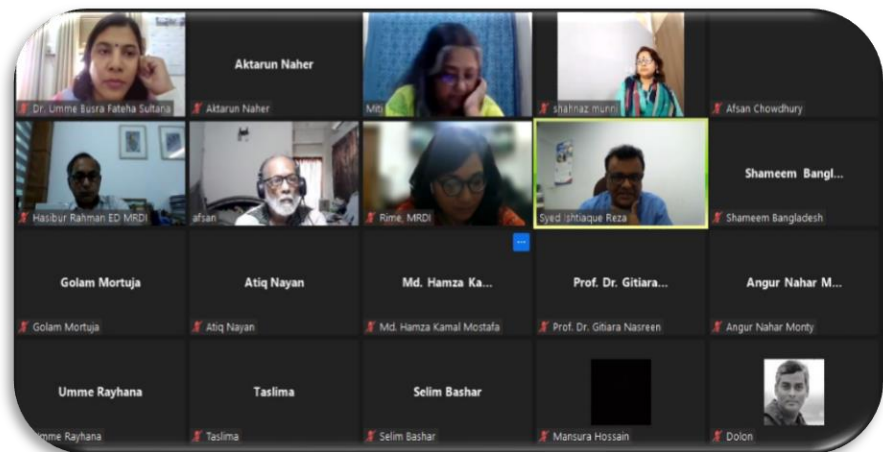 Dr. Umme Busra Fateha Sultana
Aktarun Naher
Aktarun Naher
Miti
shahnaz munni
Afsan Chowdhury
Hasibur Rahman ED MRDI
afsan
Rime, MRDI
Syed Ishtiaque Reza
Shameem Bangl...
Shameem Bangladesh
Golam Mortuja
Golam Mortuja
Atiq Nayan
Atiq Nayan
Md. Hamza Ka...
Md. Hamza Kamal Mostafa
Prof. Dr. Gitiara...
Prof. Dr. Gitiara Nasreen
Angur Nahar M...
Angur Nahar Monty
Umme Rayhana
Umme Rayhana
Taslima
Taslima
Selim Bashar
Selim Bashar
Mansura Hossain
Dolon